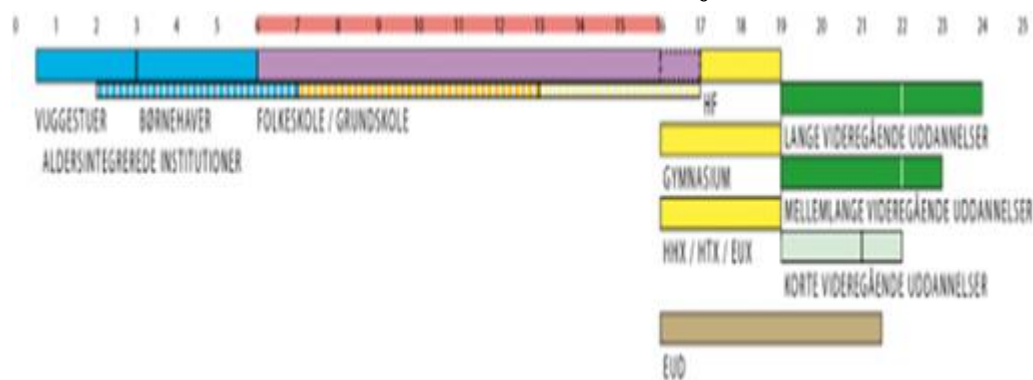 0 1 2 3 4 5 6 7 8 9 10 11 12 13 14 15 16 17 18 19 20 21 22 23 24 25
VUGGESTUER BØRNEHAVER FOLKESKOLE / GRUNDSKOLE HF
ALDERSINTEGREREDE INSTITUTIONER
LANGE VIDEREGÅENDE UDDANNELSER
GYMNASIUM
MELLEMLANGE VIDEREGÅENDE UDDANNELSER
HHX / HTX / EUX
KORTE VIDEREGÅENDE UDDANNELSER
EUD